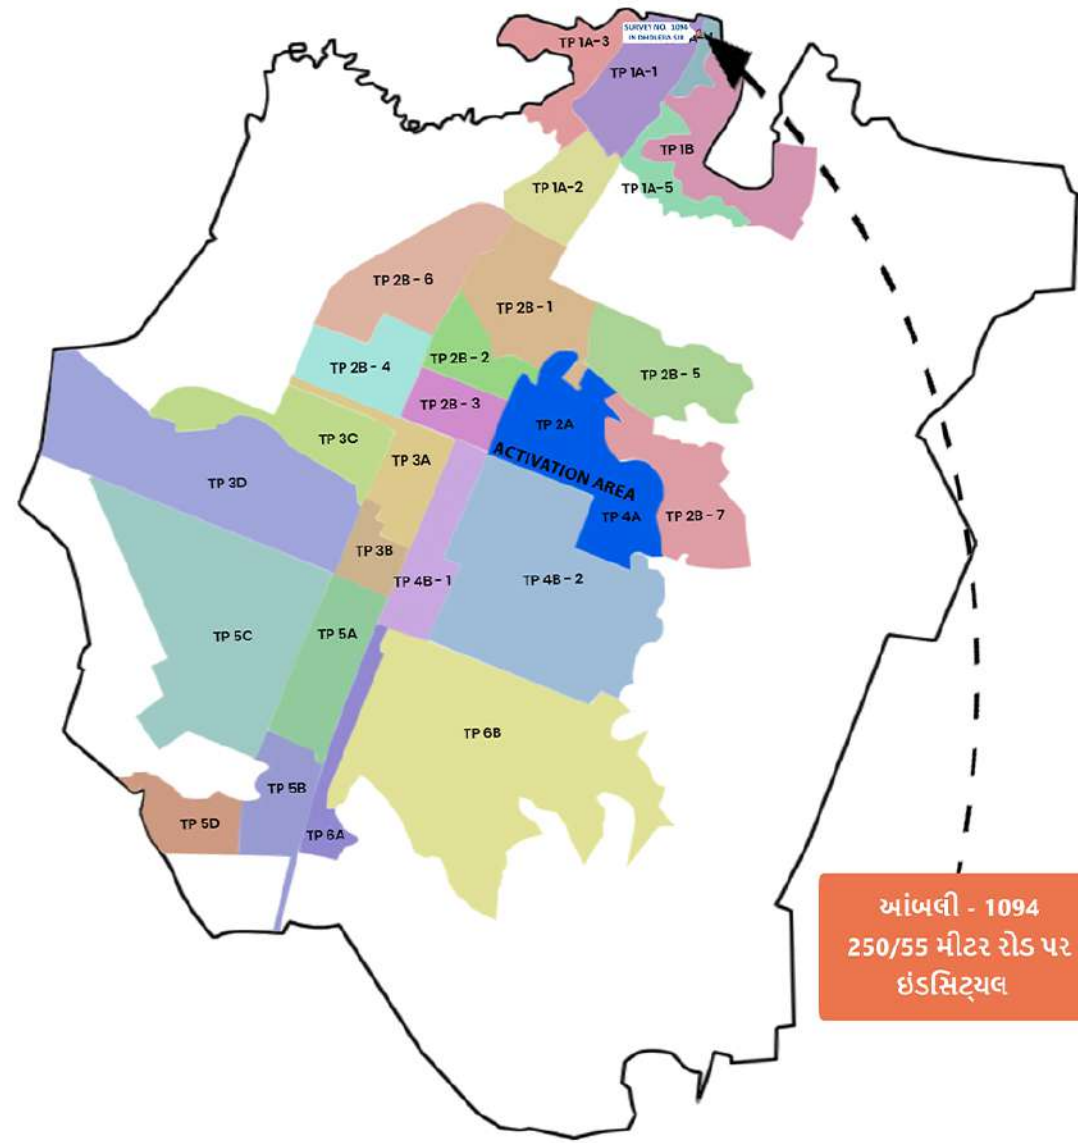 SURVEY NO. 1094
IN DHOLERA SIR
TP 1A-3
TP 1A-1
TP 1B
TP 1A-2
TP 1A-5
TP 2B - 6
TP 2B - 1
TP 2B - 2
TP 2B - 4
TP 2B - 5
TP 2B - 3
TP 2A
TP 3C
TP 3A
ACTIVATION AREA
TP 3D
TP 4A
TP 2B - 7
TP 3B
TP 4B - 1
TP 4B - 2
TP 5C
TP 5A
TP 6B
TP 5B
TP 5D
TP 6A
આંબલી - 1094
250/55 મીટર રોડ પર
ઇંડસિટ્યલ